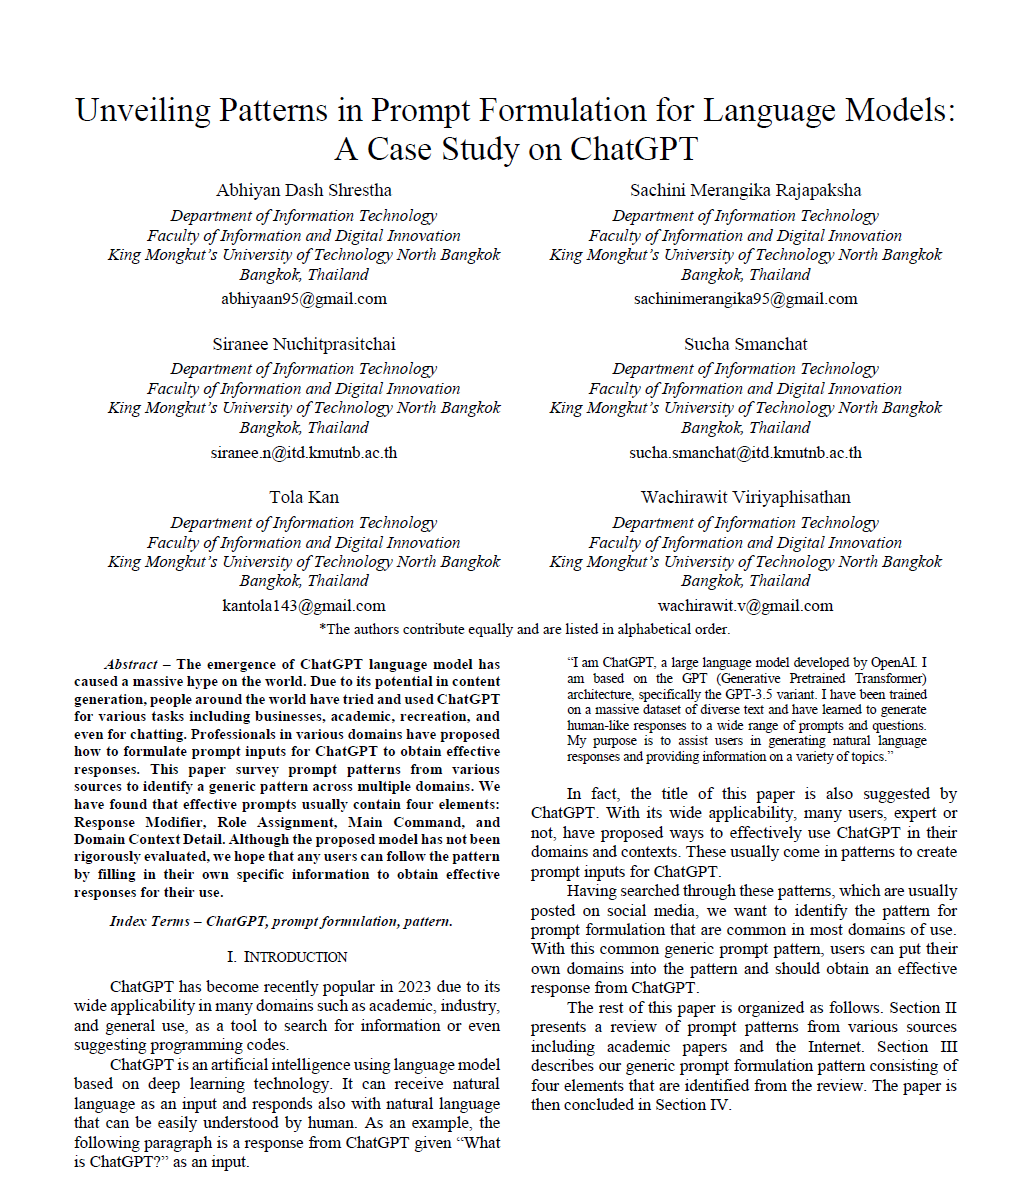 Unveiling Patterns in Prompt Formulation for Language Models:
A Case Study on ChatGPT
Abhiyan Dash Shrestha
Department of Information Technology
Faculty of Information and Digital Innovation
King Mongkut's University of Technology North Bangkok
Bangkok, Thailand
abhiyaan95@gmail.com
Sachini Merangika Rajapaksha
Department of Information Technology
Faculty of Information and Digital Innovation
King Mongkut's University of Technology North Bangkok
Bangkok, Thailand
sachinimerangika95@gmail.com
Siranee Nuchitprasitchai
Department of Information Technology
Faculty of Information and Digital Innovation
King Mongkut's University of Technology North Bangkok
Bangkok, Thailand
siranee.n@itd.kmutnb.ac.th
Sucha Smanchat
Department of Information Technology
Faculty of Information and Digital Innovation
King Mongkut's University of Technology North Bangkok
Bangkok, Thailand
sucha.smanchat@itd.kmutnb.ac.th
Tola Kan
Department of Information Technology
Faculty of Information and Digital Innovation
King Mongkut's University of Technology North Bangkok
Bangkok, Thailand
kantola143@gmail.com
Wachirawit Viriyaphisathan
Department of Information Technology
Faculty of Information and Digital Innovation
King Mongkut's University of Technology North Bangkok
Bangkok, Thailand
wachirawit.v@gmail.com
*The authors contribute equally and are listed in alphabetical order.
Abstract – The emergence of ChatGPT language model has
caused a massive hype on the world. Due to its potential in content
generation, people around the world have tried and used ChatGPT
for various tasks including businesses, academic, recreation, and
even for chatting. Professionals in various domains have proposed
how to formulate prompt inputs for ChatGPT to obtain effective
responses. This paper survey prompt patterns from various
sources to identify a generic pattern across multiple domains. We
have found that effective prompts usually contain four elements:
Response Modifier, Role Assignment, Main Command, and
Domain Context Detail. Although the proposed model has not been
rigorously evaluated, we hope that any users can follow the pattern
by filling in their own specific information to obtain effective
responses for their use.
Index Terms – ChatGPT, prompt formulation, pattern.
I. INTRODUCTION
ChatGPT has become recently popular in 2023 due to its
wide applicability in many domains such as academic, industry,
and general use, as a tool to search for information or even
suggesting programming codes.
ChatGPT is an artificial intelligence using language model
based on deep learning technology. It can receive natural
language as an input and responds also with natural language
that can be easily understood by human. As an example, the
following paragraph is a response from ChatGPT given “What
is ChatGPT?” as an input.
“I am ChatGPT, a large language model developed by OpenAI. I
am based on the GPT (Generative Pretrained Transformer)
architecture, specifically the GPT-3.5 variant. I have been trained
on a massive dataset of diverse text and have learned to generate
human-like responses to a wide range of prompts and questions.
My purpose is to assist users in generating natural language
responses and providing information on a variety of topics.”
In fact, the title of this paper is also suggested by
ChatGPT. With its wide applicability, many users, expert or
not, have proposed ways to effectively use ChatGPT in their
domains and contexts. These usually come in patterns to create
prompt inputs for ChatGPT.
Having searched through these patterns, which are usually
posted on social media, we want to identify the pattern for
prompt formulation that are common in most domains of use.
With this common generic prompt pattern, users can put their
own domains into the pattern and should obtain an effective
response from ChatGPT.
The rest of this paper is organized as follows. Section II
presents a review of prompt patterns from various sources
including academic papers and the Internet. Section III
describes our generic prompt formulation pattern consisting of
four elements that are identified from the review. The paper is
then concluded in Section IV.